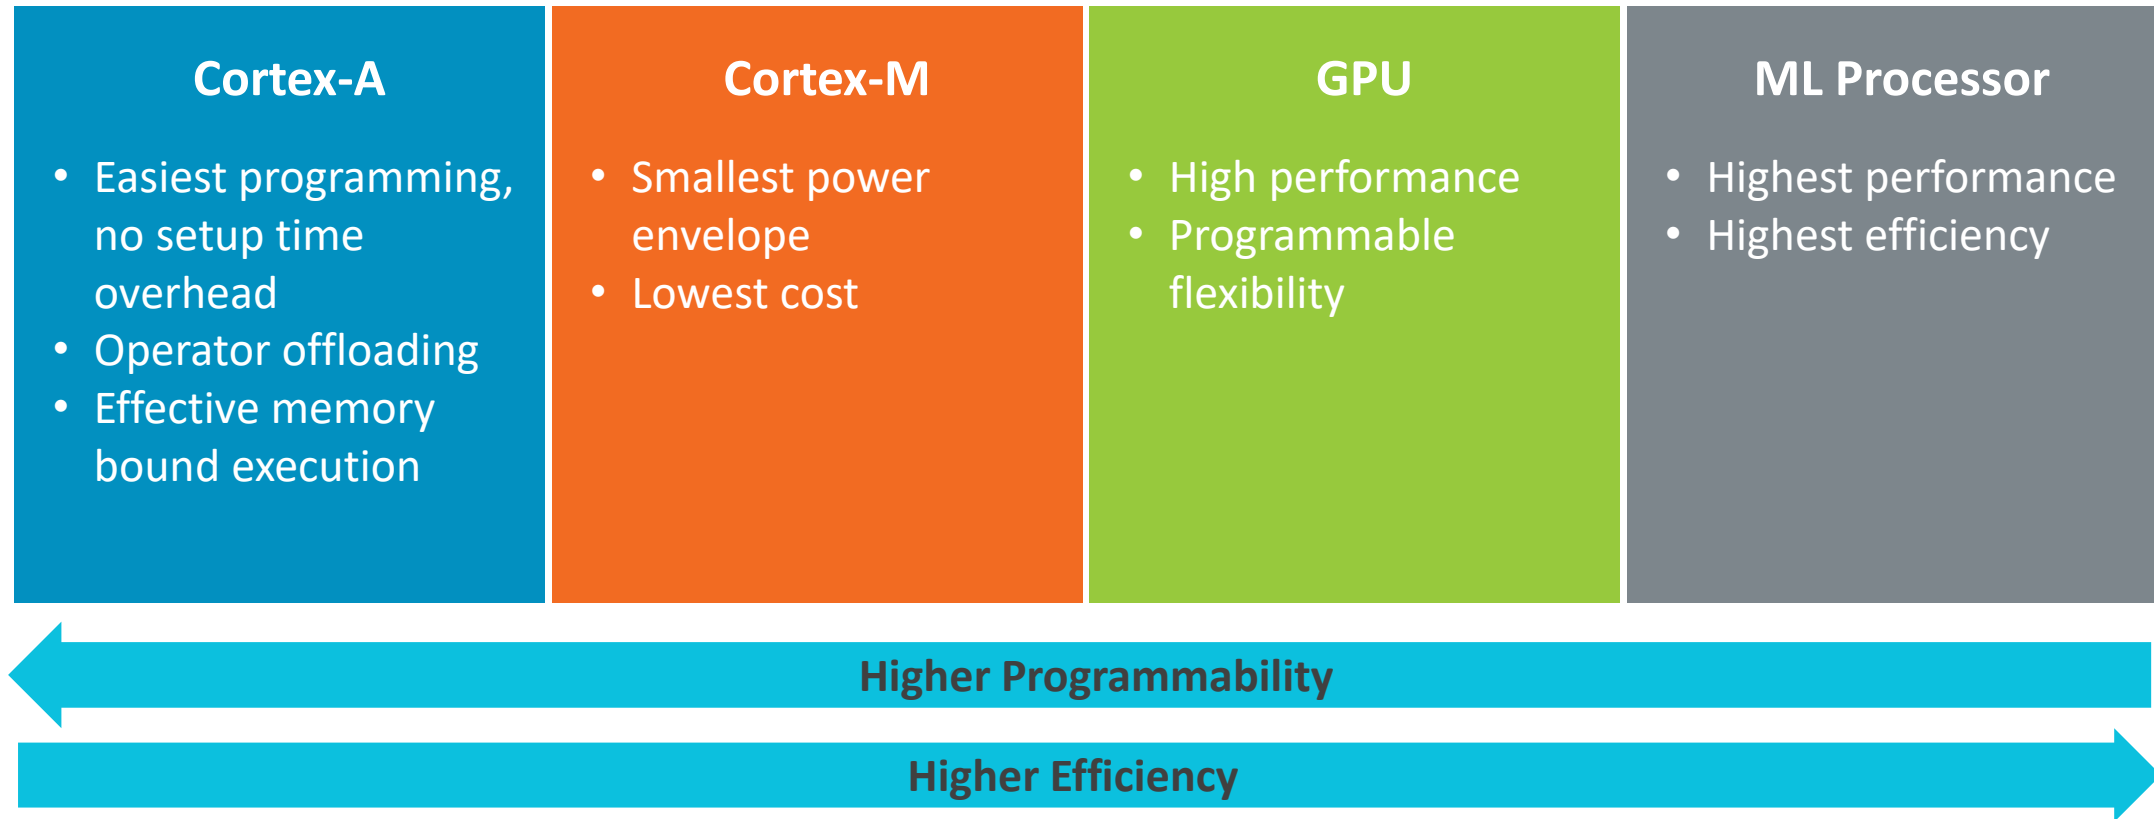 Cortex-A
• Easiest programming,
no setup time
overhead
• Operator offloading
• Effective memory
bound execution
Cortex-M
• Smallest power
envelope
• Lowest cost
GPU
• High performance
• Programmable
flexibility
ML Processor
• Highest performance
• Highest efficiency
Higher Programmability
Higher Efficiency